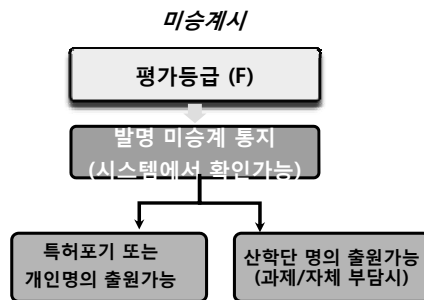 미승계시
평가등급 (F)
발명 미승계 통지
(시스템에서 확인가능)
특허포기 또는
개인명의 출원가능
산학단 명의 출원가능
(과제/자체 부담시)